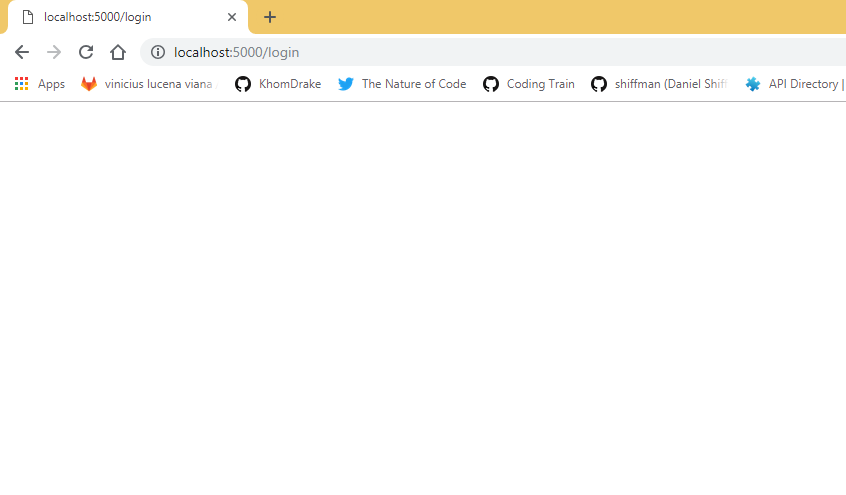 localhost:5000/login
localhost:5000/login
Apps vinicius lucena viana KhomDrake The Nature of Code Coding Train shiffman (Daniel Shiff API Directory |